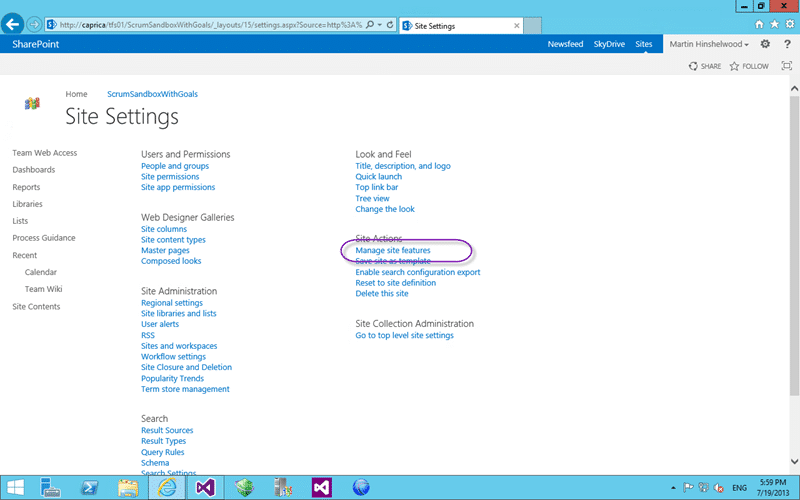 http://caprica/tfs01/ScrumSandboxWithGoals/_layouts/15/settings.aspx?Source=http%3A%
Site Settings
SharePoint
Newsfeed SkyDrive Sites Martin Hinshelwood
SHARE FOLLOW
Home ScrumSandboxWithGoals
Site Settings
Team Web Access
Dashboards
Reports
Libraries
Lists
Process Guidance
Recent
Calendar
Team Wiki
Site Contents
Users and Permissions
People and groups
Site permissions
Site app permissions
Web Designer Galleries
Site columns
Site content types
Master pages
Composed looks
Site Administration
Regional settings
Site libraries and lists
User alerts
RSS
Sites and workspaces
Workflow settings
Site Closure and Deletion
Popularity Trends
Term store management
Search
Result Sources
Result Types
Query Rules
Schema
Search Settings
Look and Feel
Title, description, and logo
Quick launch
Top link bar
Tree view
Change the look
Site Actions
Manage site features
Save site as template
Enable search configuration export
Reset to site definition
Delete this site
Site Collection Administration
Go to top level site settings
ENG
5:59 PM
7/19/2013